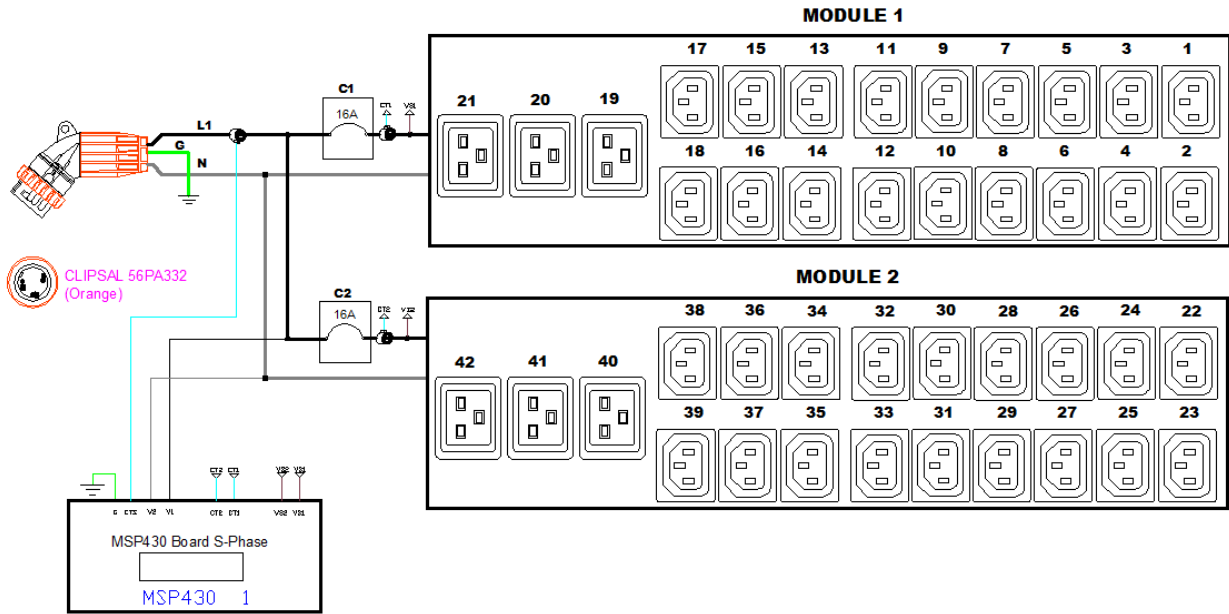 MODULE 1
17 15 13 11 9 7 5 3 1
C1
16A
CT1 VS1
21 20 19
L1
G
N
18 16 14 12 10 8 6 4 2
CLIPSAL 56PA332
(Orange)
MODULE 2
C2
16A
CT2 VS2
38 36 34 32 30 28 26 24 22
42 41 40
39 37 35 33 31 29 27 25 23
CT2 CT1 VS2 VS1
G CT3 V2 V1 CT2 CT1 VS2 VS1
MSP430 Board S-Phase
MSP430 1